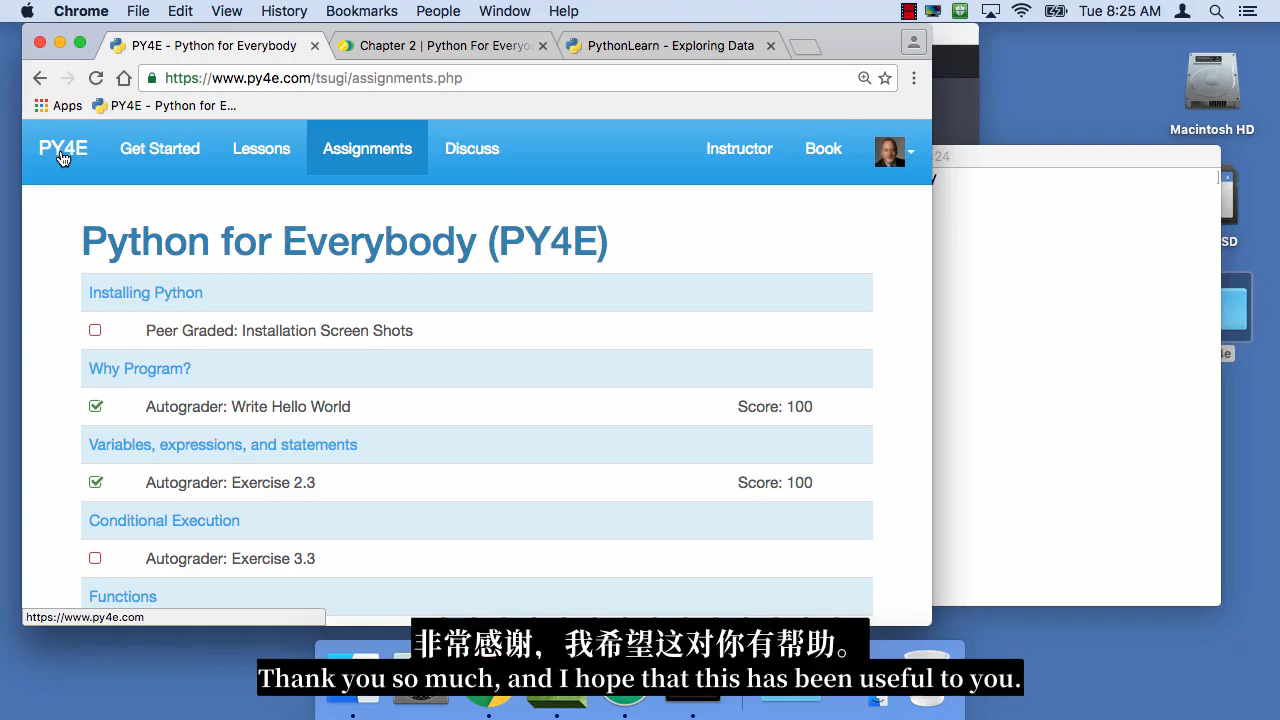 Chrome File Edit View History Bookmarks People Window Help Tue 8:25 AM
PY4E - Python for Everybody Chapter 2 | Python For Everyo PythonLearn - Exploring Data
https://www.py4e.com/tsugi/assignments.php
Apps PY4E - Python for E...
Macintosh HD
PY4E Get Started Lessons Assignments Discuss Instructor Book
24
SD
Python for Everybody (PY4E)
Installing Python
Peer Graded: Installation Screen Shots
4e
Why Program?
Autograder: Write Hello World Score: 100
Variables, expressions, and statements
Autograder: Exercise 2.3 Score: 100
Conditional Execution
Autograder: Exercise 3.3
Functions
https://www.py4e.com
非常感谢，我希望这对你有帮助。
Thank you so much, and I hope that this has been useful to you.